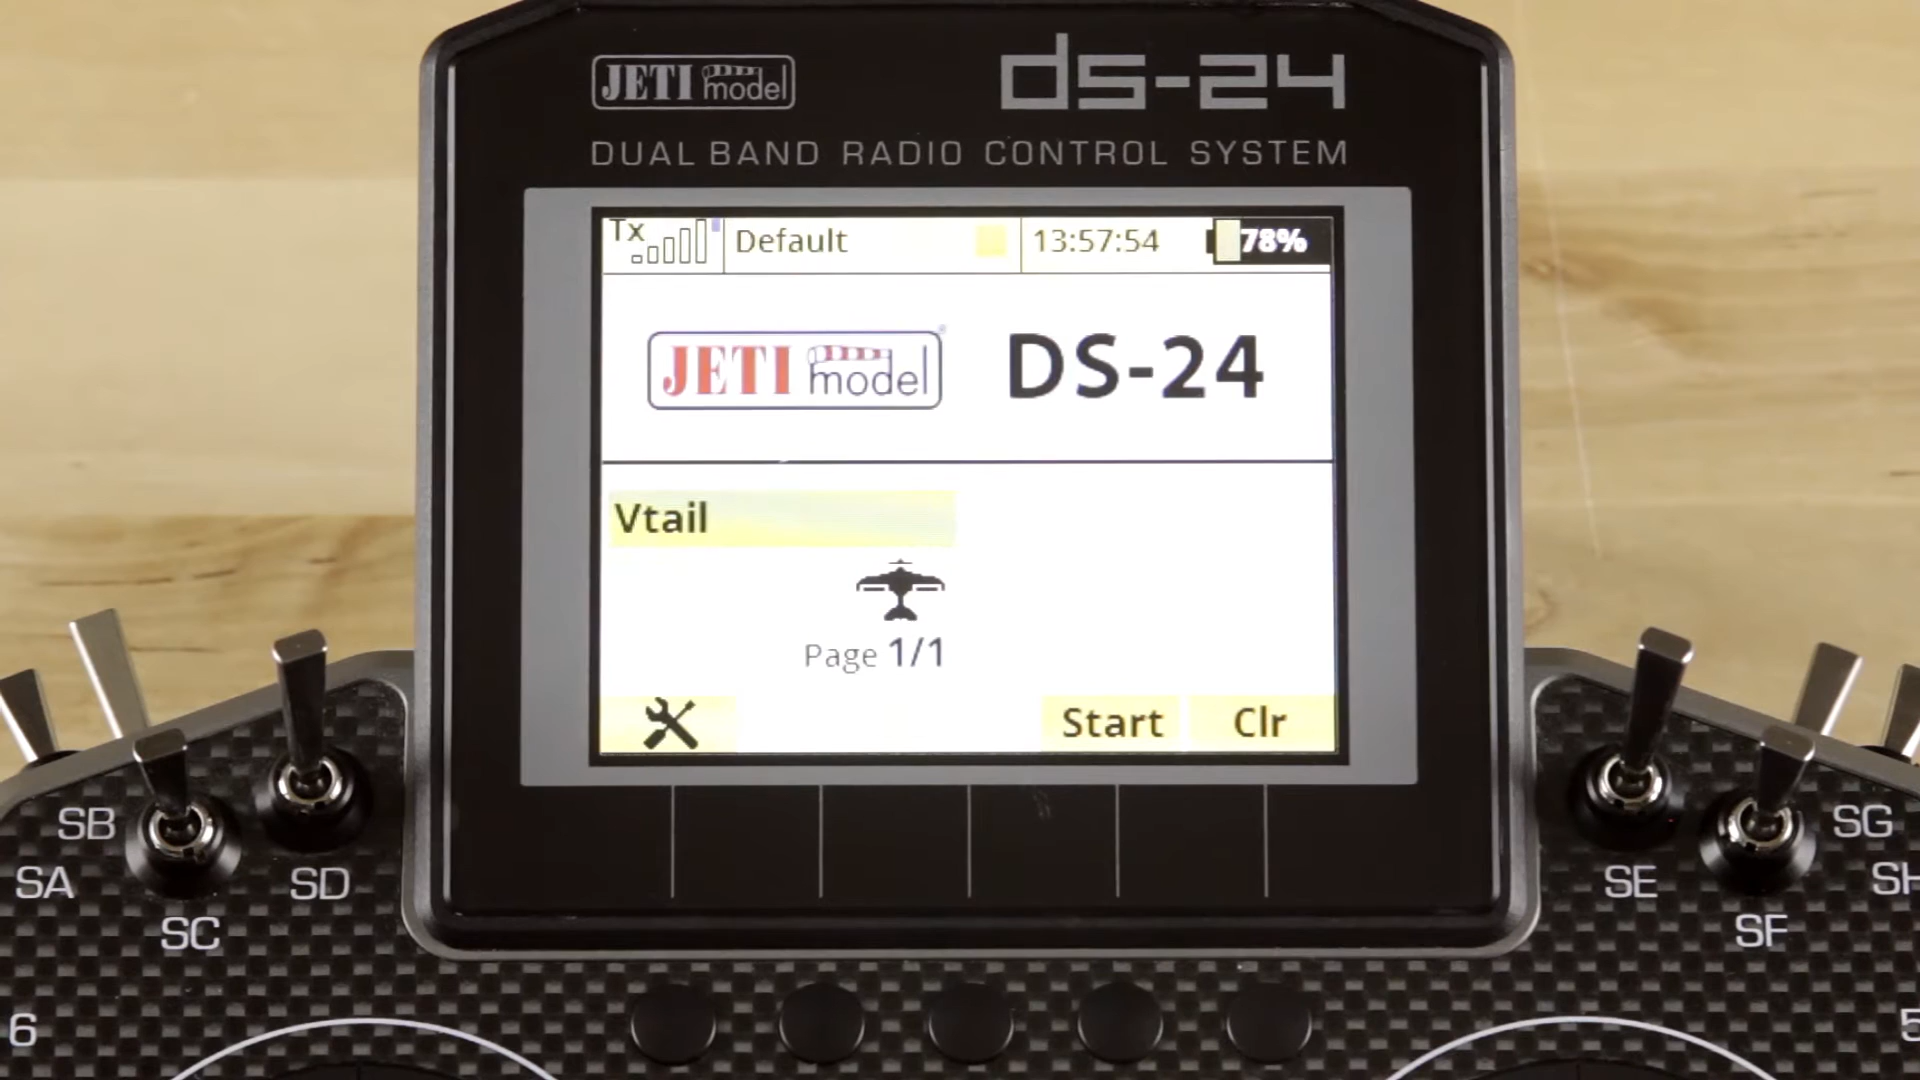 JETI model
ds-24
DUAL BAND RADIO CONTROL SYSTEM
Tx
Default
13:57:54
78%
JETI model
DS-24
Vtail
Page 1/1
Start
Clr
SB
SA
SC
SD
SE
SF
SG
SH
6
5